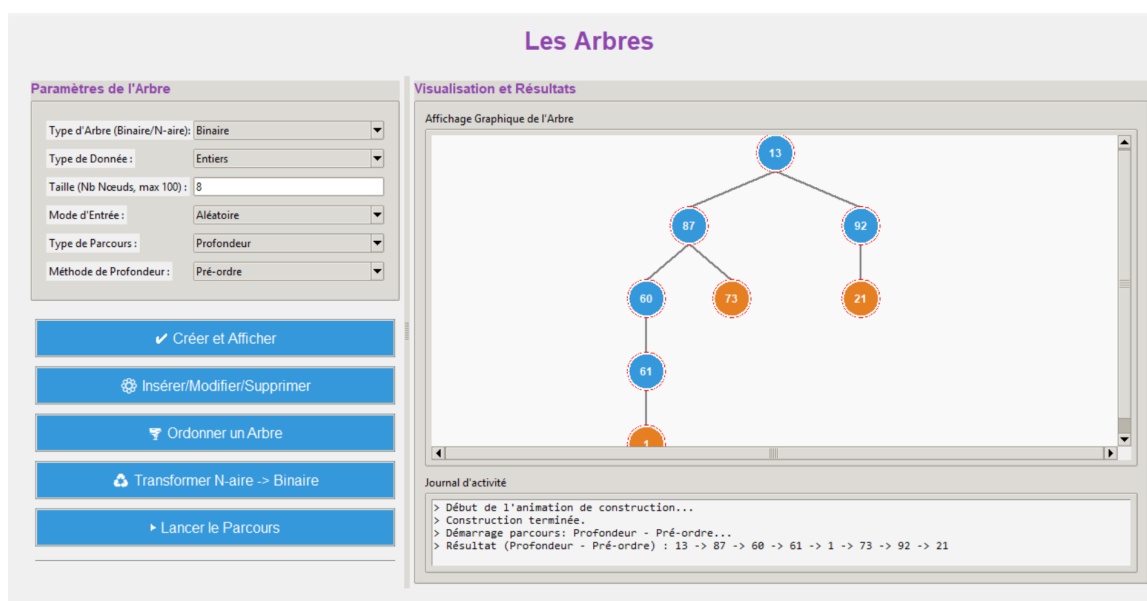 Les Arbres
Paramètres de l'Arbre
Type d'Arbre (Binaire/N-aire): Binaire
Type de Donnée : Entiers
Taille (Nb Nœuds, max 100) : 8
Mode d'Entrée : Aléatoire
Type de Parcours : Profondeur
Méthode de Profondeur : Pré-ordre
✔ Créer et Afficher
Insérer/Modifier/Supprimer
Ordonner un Arbre
Transformer N-aire -> Binaire
Lancer le Parcours
Visualisation et Résultats
Affichage Graphique de l'Arbre
13
87 92
60 73 21
61
1
Journal d'activité
> Début de l'animation de construction...
> Construction terminée.
> Démarrage parcours: Profondeur - Pré-ordre...
> Résultat (Profondeur - Pré-ordre) : 13 -> 87 -> 60 -> 61 -> 1 -> 73 -> 92 -> 21